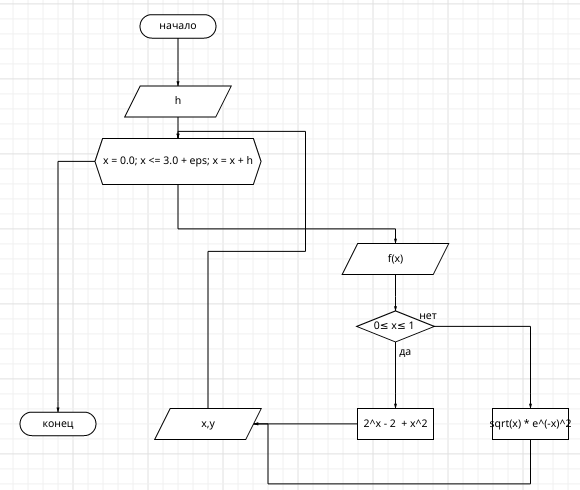 начало
h
x = 0.0; x <= 3.0 + eps; x = x + h
f(x)
нет
0≤ x≤ 1
да
конец
x,y
2^x - 2 + x^2
sqrt(x) * e^(-x)^2